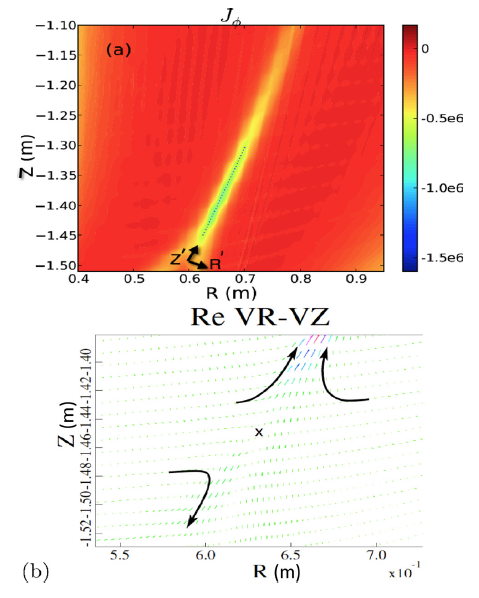 J_ϕ
(a)
−1.10
−1.15
−1.20
−1.25
−1.30
−1.35
−1.40
−1.45
−1.50
Z (m)
Z'
R'
0.4 0.5 0.6 0.7 0.8 0.9
R (m)
0
-0.5e6
-1.0e6
-1.5e6
Re VR-VZ
Z (m)
-1.52 -1.50 -1.48 -1.46 -1.44 -1.42 -1.40
×
5.5 6.0 6.5 7.0
R (m)
x10⁻¹
(b)